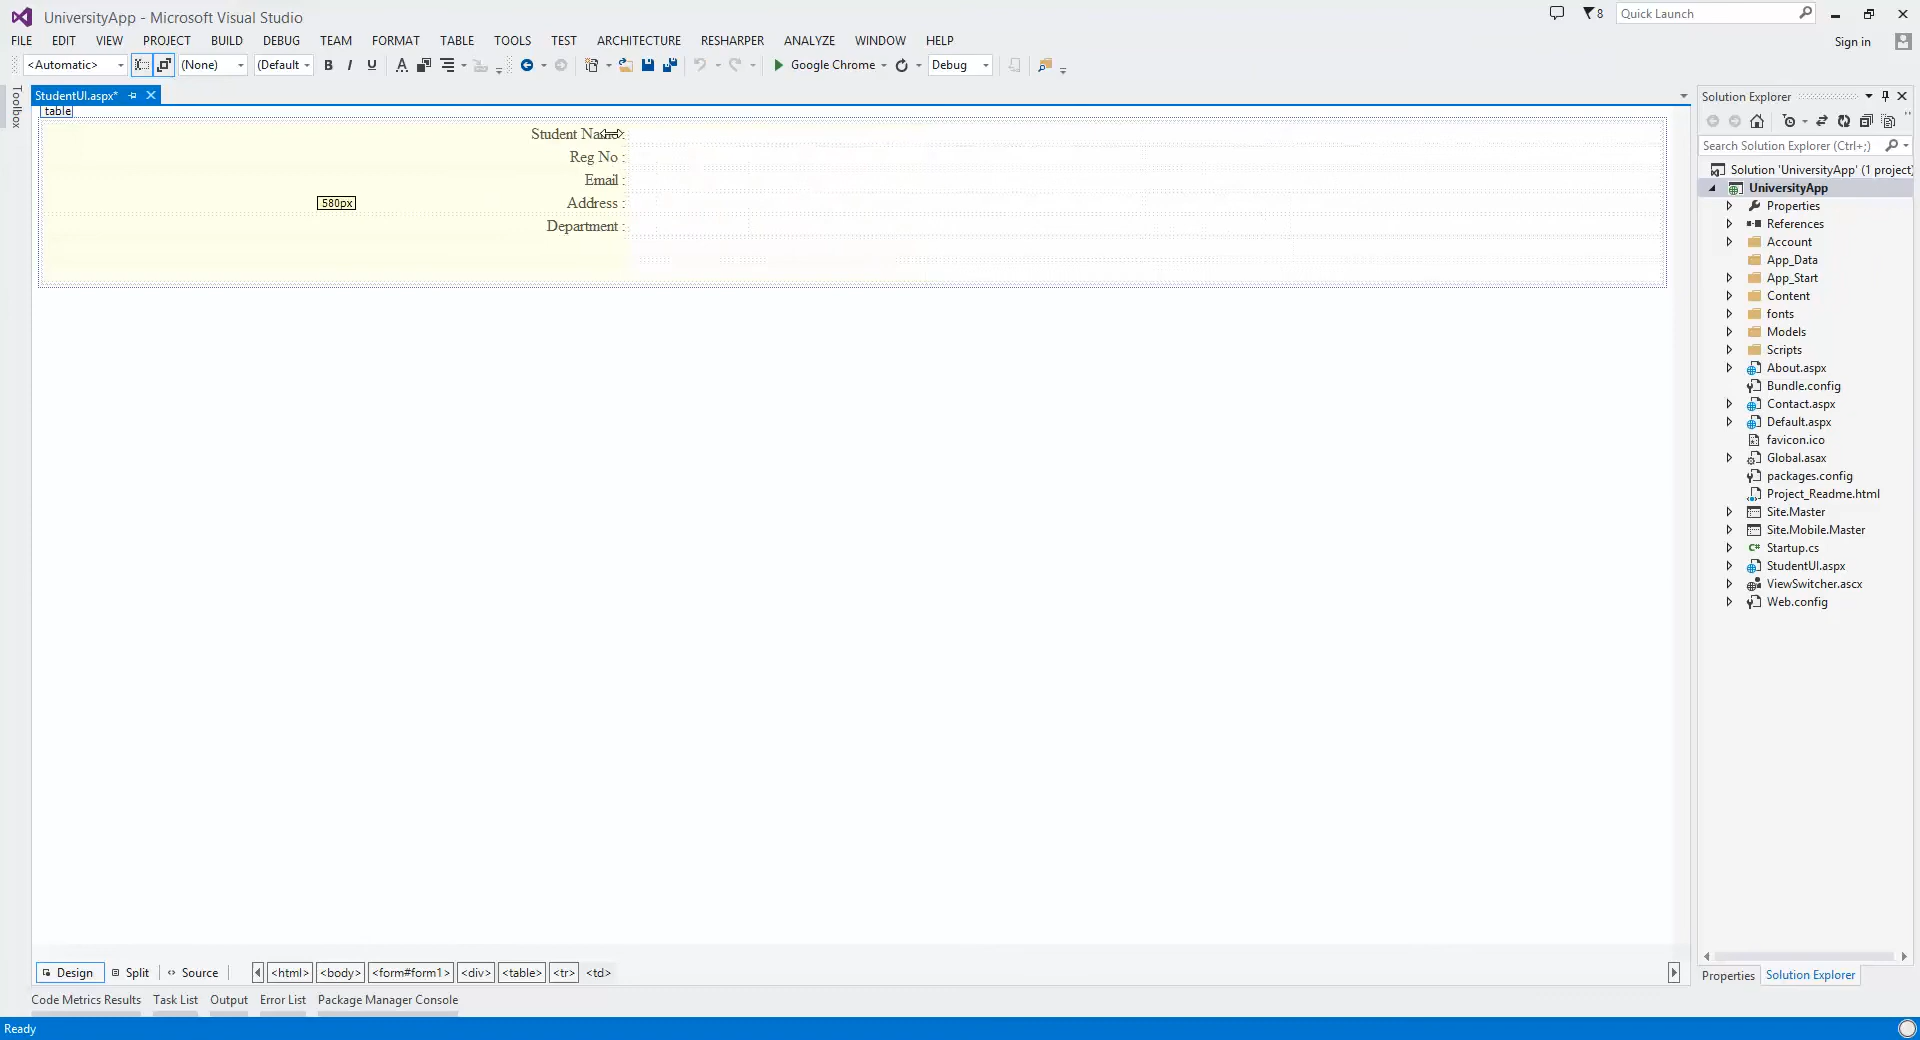 UniversityApp - Microsoft Visual Studio
8
Quick Launch
FILE EDIT VIEW PROJECT BUILD DEBUG TEAM FORMAT TABLE TOOLS TEST ARCHITECTURE RESHARPER ANALYZE WINDOW HELP
Sign in
<Automatic> (None) (Default B I U A Google Chrome Debug
Toolbox
StudentUI.aspx*
table
Student Name :
Reg No :
Email :
580px
Address :
Department :
Solution Explorer
Search Solution Explorer (Ctrl+;)
Solution 'UniversityApp' (1 project)
UniversityApp
Properties
References
Account
App_Data
App_Start
Content
fonts
Models
Scripts
About.aspx
Bundle.config
Contact.aspx
Default.aspx
favicon.ico
Global.asax
packages.config
Project_Readme.html
Site.Master
Site.Mobile.Master
Startup.cs
StudentUI.aspx
ViewSwitcher.ascx
Web.config
Design Split Source <html> <body> <form#form1> <div> <table> <tr> <td>
Properties Solution Explorer
Code Metrics Results Task List Output Error List Package Manager Console
Ready